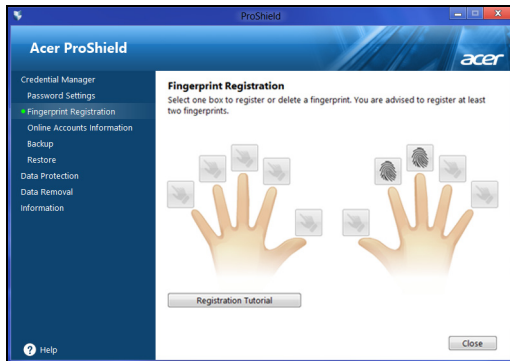 ProShield
Acer ProShield
acer
Credential Manager
Password Settings
Fingerprint Registration
Online Accounts Information
Backup
Restore
Data Protection
Data Removal
Information
Help
Fingerprint Registration
Select one box to register or delete a fingerprint. You are advised to register at least
two fingerprints.
Registration Tutorial
Close